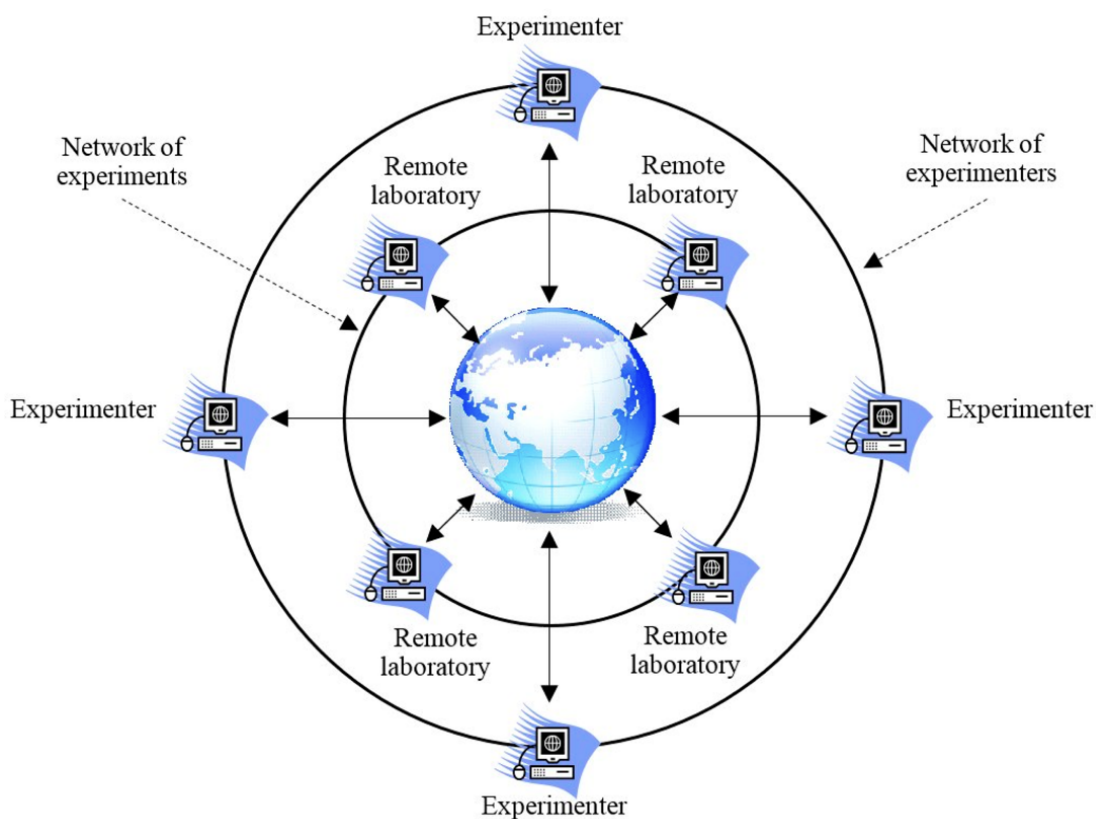 Experimenter
Network of
experiments
Remote
laboratory
Remote
laboratory
Network of
experimenters
Experimenter
Experimenter
Remote
laboratory
Remote
laboratory
Experimenter